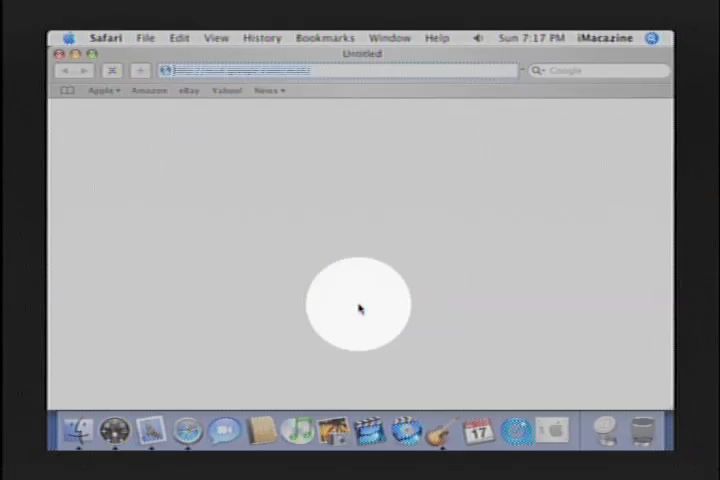 Safari File Edit View History Bookmarks Window Help Sun 7:17 PM iMacazine
Untitled
Google
Apple Amazon eBay Yahoo! News
17